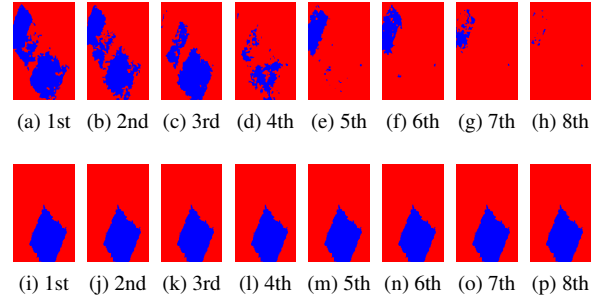 (a) 1st (b) 2nd (c) 3rd (d) 4th (e) 5th (f) 6th (g) 7th (h) 8th
(i) 1st (j) 2nd (k) 3rd (l) 4th (m) 5th (n) 6th (o) 7th (p) 8th